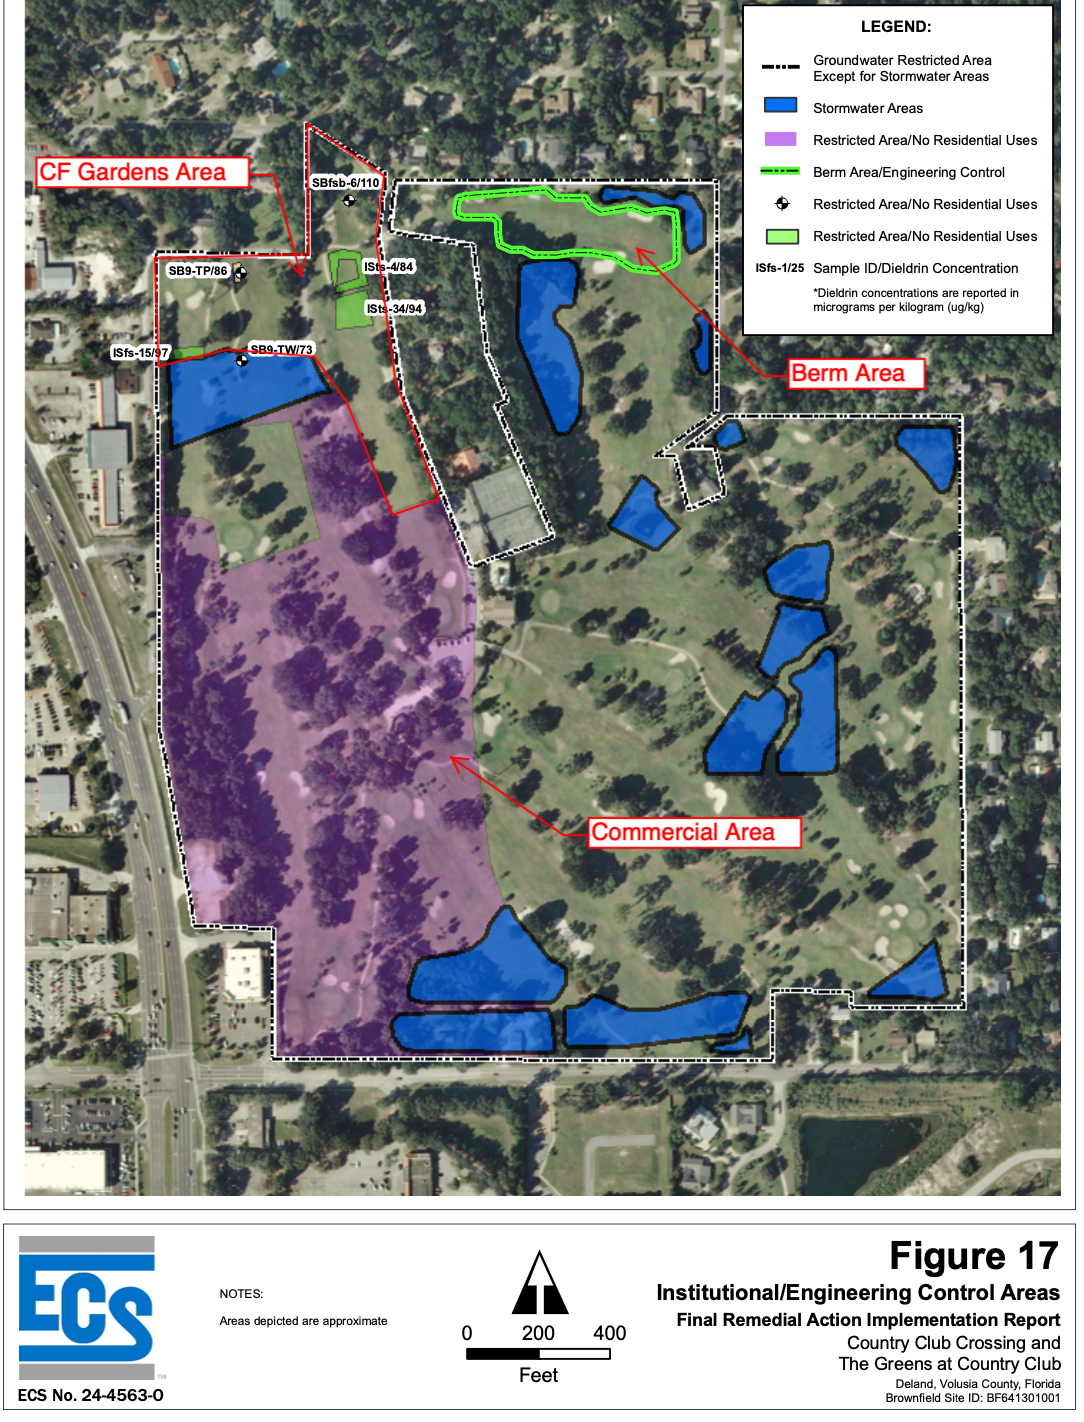 LEGEND:
Groundwater Restricted Area
Except for Stormwater Areas
Stormwater Areas
Restricted Area/No Residential Uses
Berm Area/Engineering Control
Restricted Area/No Residential Uses
Restricted Area/No Residential Uses
ISfs-1/25 Sample ID/Dieldrin Concentration
*Dieldrin concentrations are reported in
micrograms per kilogram (ug/kg)
CF Gardens Area
SBfsb-6/110
SB9-TP/86
ISts-4/84
ISts-34/94
ISfs-15/97
SB9-TW/73
Berm Area
Commercial Area
ECS
TM
ECS No. 24-4563-O
NOTES:
Areas depicted are approximate
0 200 400
Feet
Figure 17
Institutional/Engineering Control Areas
Final Remedial Action Implementation Report
Country Club Crossing and
The Greens at Country Club
Deland, Volusia County, Florida
Brownfield Site ID: BF641301001